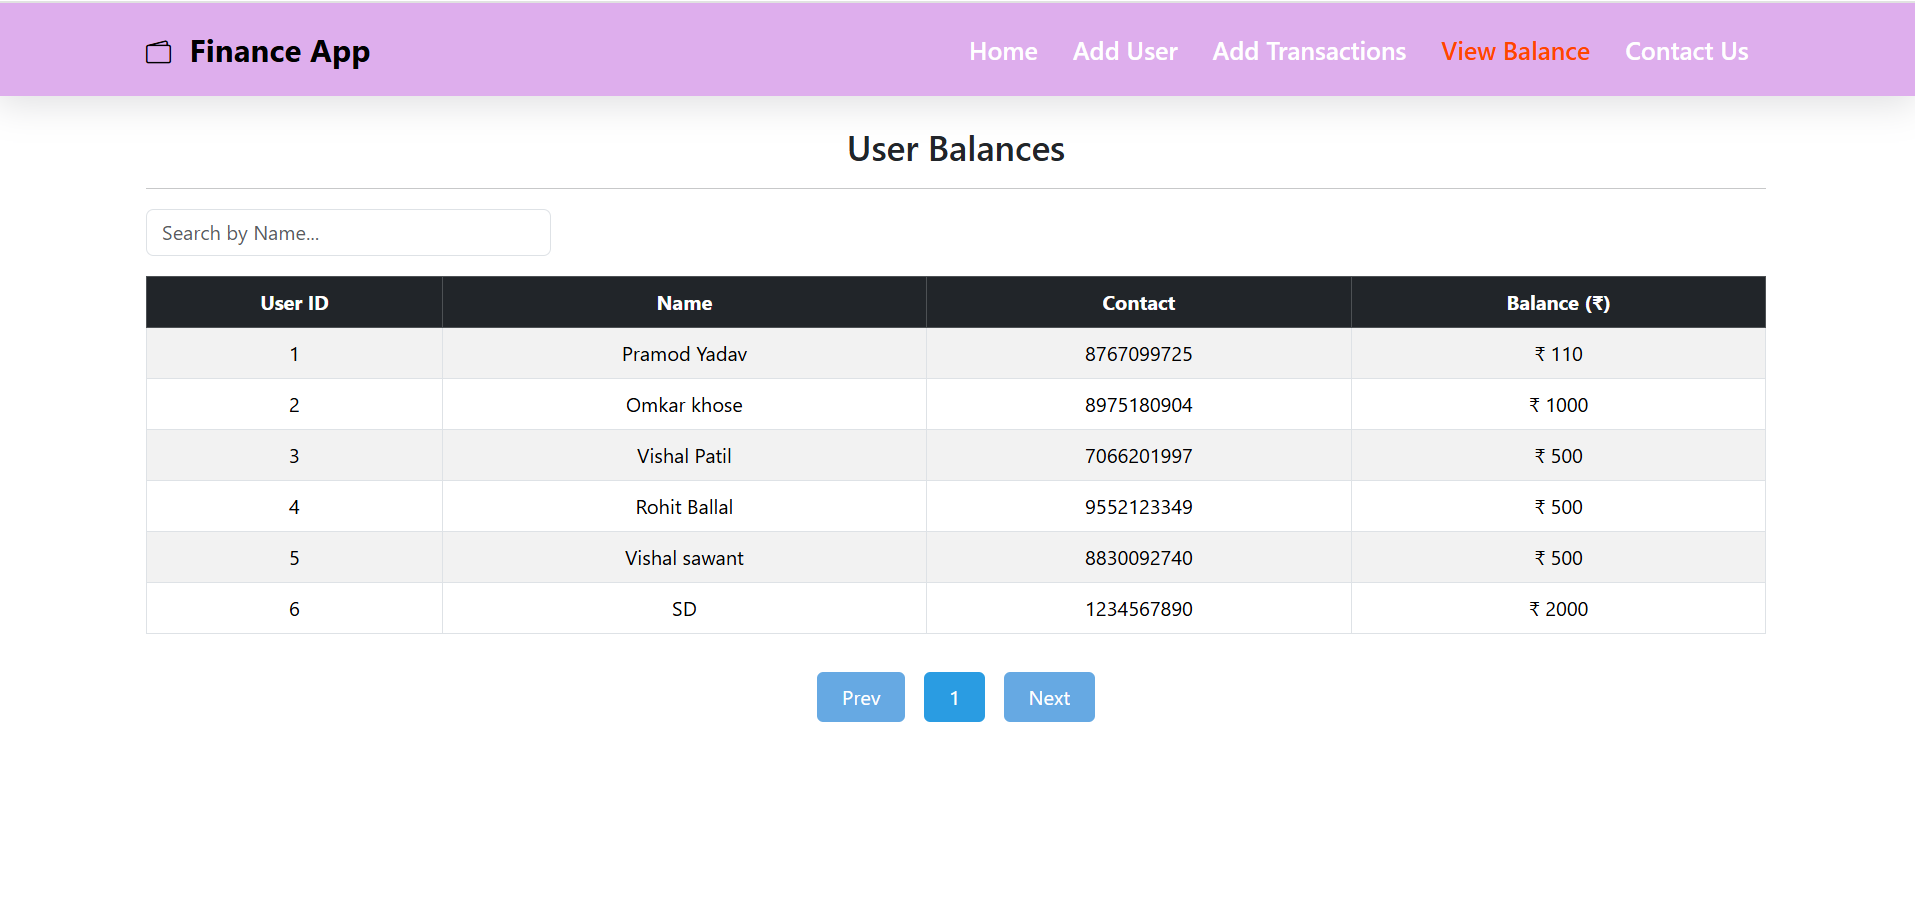 Finance App Home Add User Add Transactions View Balance Contact Us
User Balances
Search by Name...
User ID Name Contact Balance (₹)
1 Pramod Yadav 8767099725 ₹ 110
2 Omkar khose 8975180904 ₹ 1000
3 Vishal Patil 7066201997 ₹ 500
4 Rohit Ballal 9552123349 ₹ 500
5 Vishal sawant 8830092740 ₹ 500
6 SD 1234567890 ₹ 2000
Prev 1 Next